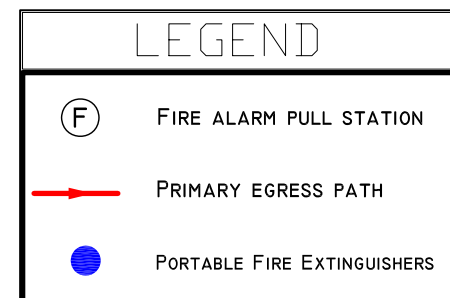 LEGEND
F FIRE ALARM PULL STATION
PRIMARY EGRESS PATH
PORTABLE FIRE EXTINGUISHERS